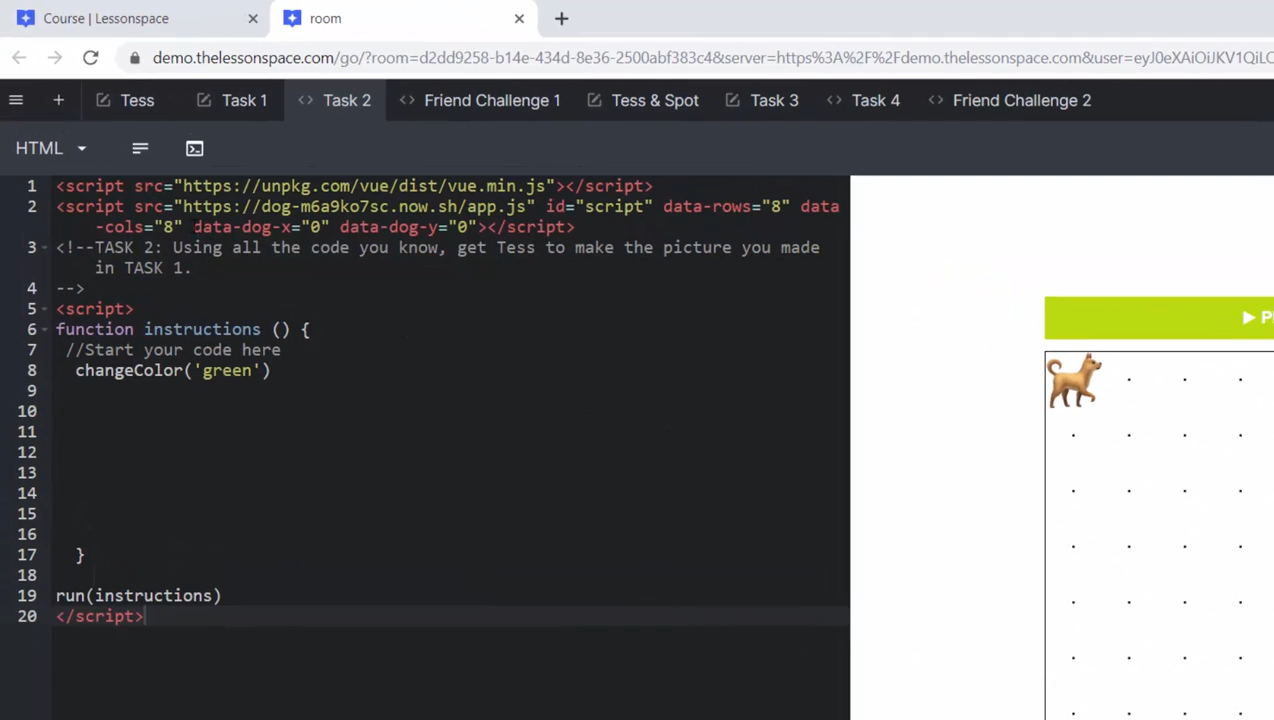 Course | Lessonspace
room
demo.thelessonspace.com/go/?room=d2dd9258-b14e-434d-8e36-2500abf383c4&server=https%3A%2F%2Fdemo.thelessonspace.com&user=eyJ0eXAiOiJKV1QiLC
Tess Task 1 Task 2 Friend Challenge 1 Tess & Spot Task 3 Task 4 Friend Challenge 2
HTML
1 <script src="https://unpkg.com/vue/dist/vue.min.js"></script>
2 <script src="https://dog-m6a9ko7sc.now.sh/app.js" id="script" data-rows="8" data
-cols="8" data-dog-x="0" data-dog-y="0"></script>
3 <!--TASK 2: Using all the code you know, get Tess to make the picture you made
in TASK 1.
4 -->
5 <script>
6 function instructions () {
7 //Start your code here
8 changeColor('green')
9
10
11
12
13
14
15
16
17 }
18
19 run(instructions)
20 </script>